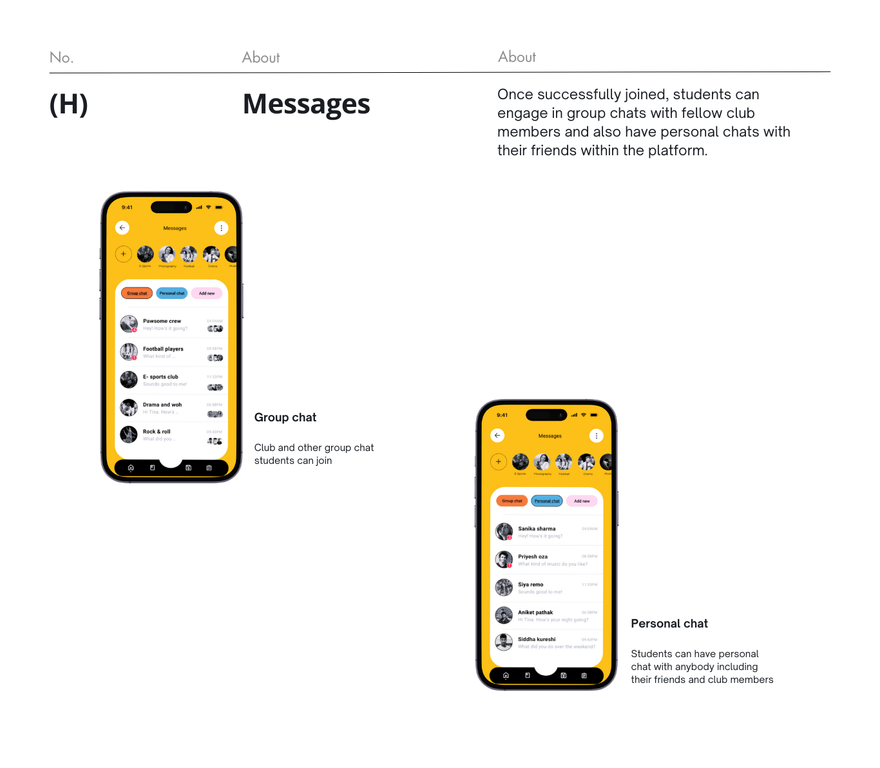 No.
About
About
(H)
Messages
Once successfully joined, students can
engage in group chats with fellow club
members and also have personal chats with
their friends within the platform.
9:41
Messages
E Sports
Photography
Football
Drama
Group chat
Personal chat
Add new
Pawsome crew
Hey! How's it going?
Football players
What kind of ...
E- sports club
Sounds good to me!
Drama and woh
Hi Tina. How's ..
Rock & roll
What did you ..
Group chat
Club and other group chat
students can join
9:41
Messages
E Sports
Photography
Football
Drama
Group chat
Personal chat
Add new
Sanika sharma
Hey! How's it going?
Priyesh oza
What kind of music do you like?
Siya remo
Sounds good to me!
Aniket pathak
Hi Tina. How's your night going?
Siddha kureshi
What did you do over the weekend?
Personal chat
Students can have personal
chat with anybody including
their friends and club members